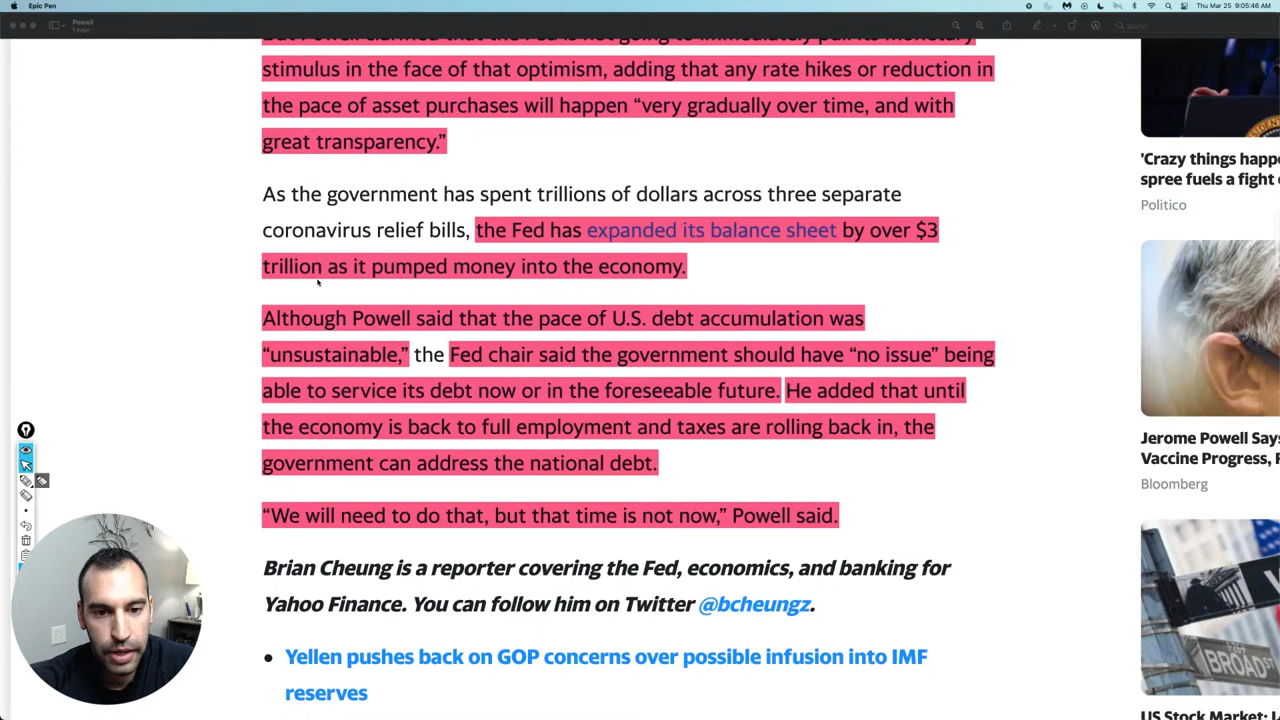 Epic Pen
Thu Mar 25 9:05:46 AM
Powell
1 page
Search
stimulus in the face of that optimism, adding that any rate hikes or reduction in
the pace of asset purchases will happen “very gradually over time, and with
great transparency.”
As the government has spent trillions of dollars across three separate
coronavirus relief bills, the Fed has expanded its balance sheet by over $3
trillion as it pumped money into the economy.
Although Powell said that the pace of U.S. debt accumulation was
“unsustainable,” the Fed chair said the government should have “no issue” being
able to service its debt now or in the foreseeable future. He added that until
the economy is back to full employment and taxes are rolling back in, the
government can address the national debt.
“We will need to do that, but that time is not now,” Powell said.
Brian Cheung is a reporter covering the Fed, economics, and banking for
Yahoo Finance. You can follow him on Twitter @bcheungz.
• Yellen pushes back on GOP concerns over possible infusion into IMF
reserves
'Crazy things happ
spree fuels a fight
Politico
Jerome Powell Says
Vaccine Progress,
Bloomberg
BROAD ST
US Stock Market: